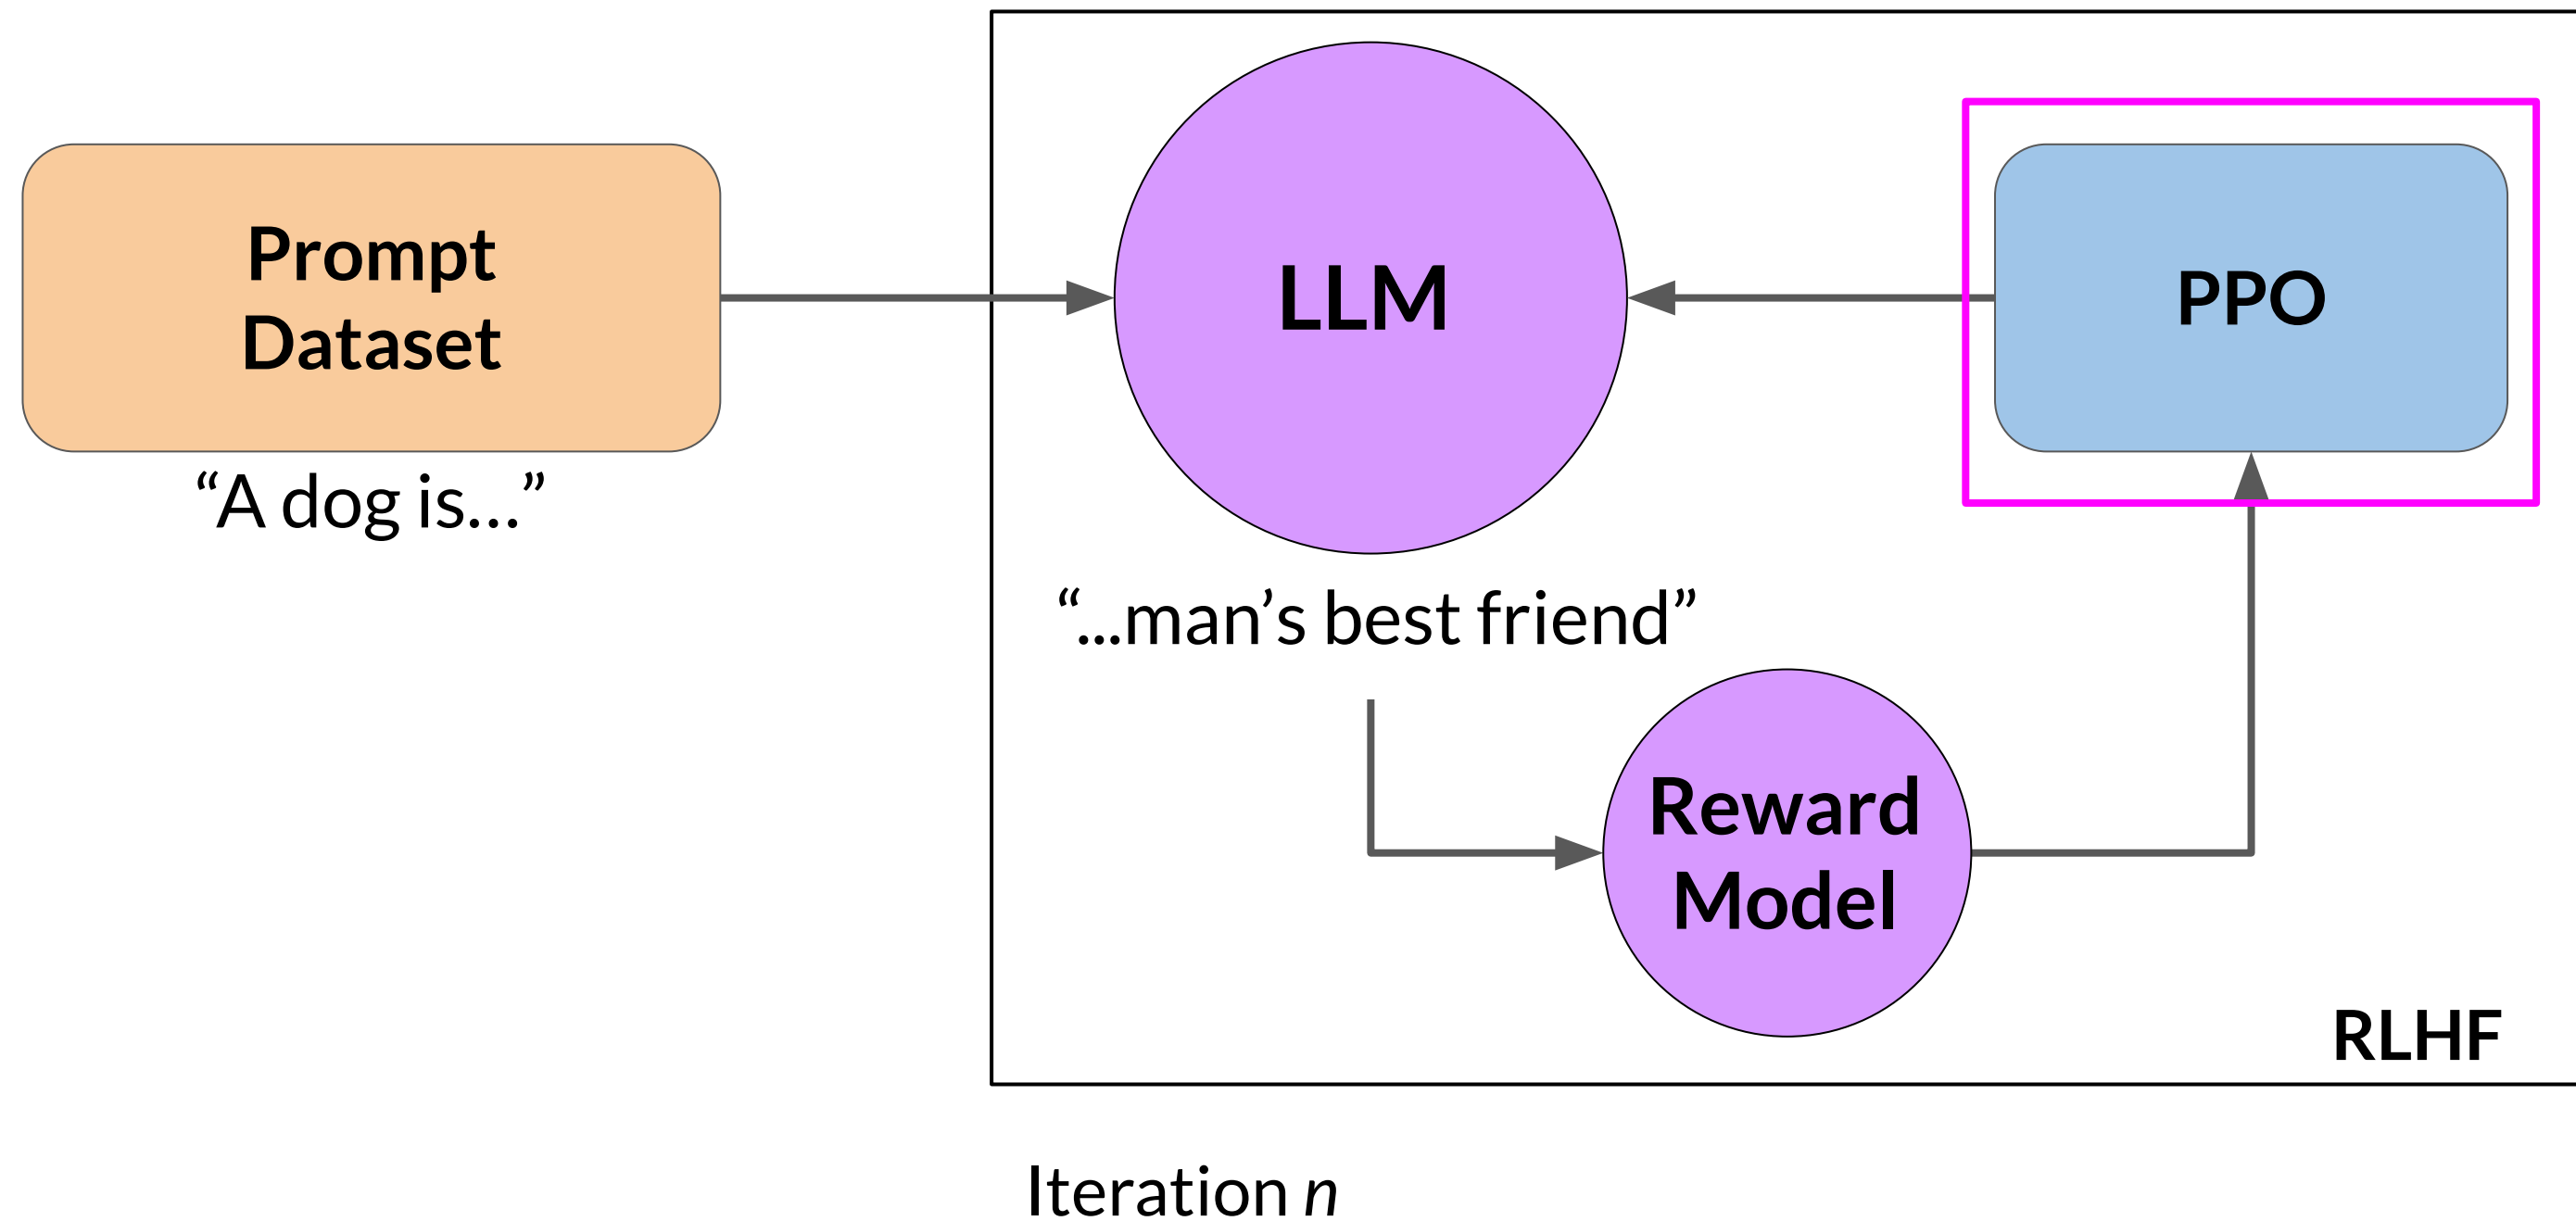 Prompt
Dataset
“A dog is…”
LLM
“...man’s best friend”
PPO
Reward
Model
RLHF
Iteration n